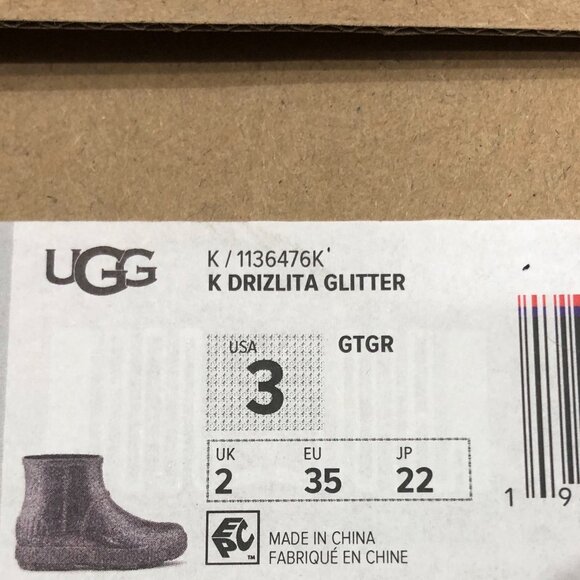 UGG
K / 1136476K
K DRIZLITA GLITTER
USA
3
GTGR
UK EU JP
2 35 22
1 9
EPC ™
MADE IN CHINA
FABRIQUÉ EN CHINE